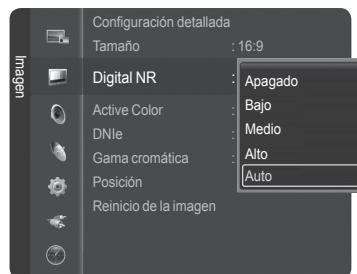 Imagen
Configuración detallada
Tamaño : 16:9
Digital NR :
Active Color :
DNIe :
Gama cromática :
Posición
Reinicio de la imagen
Apagado
Bajo
Medio
Alto
Auto